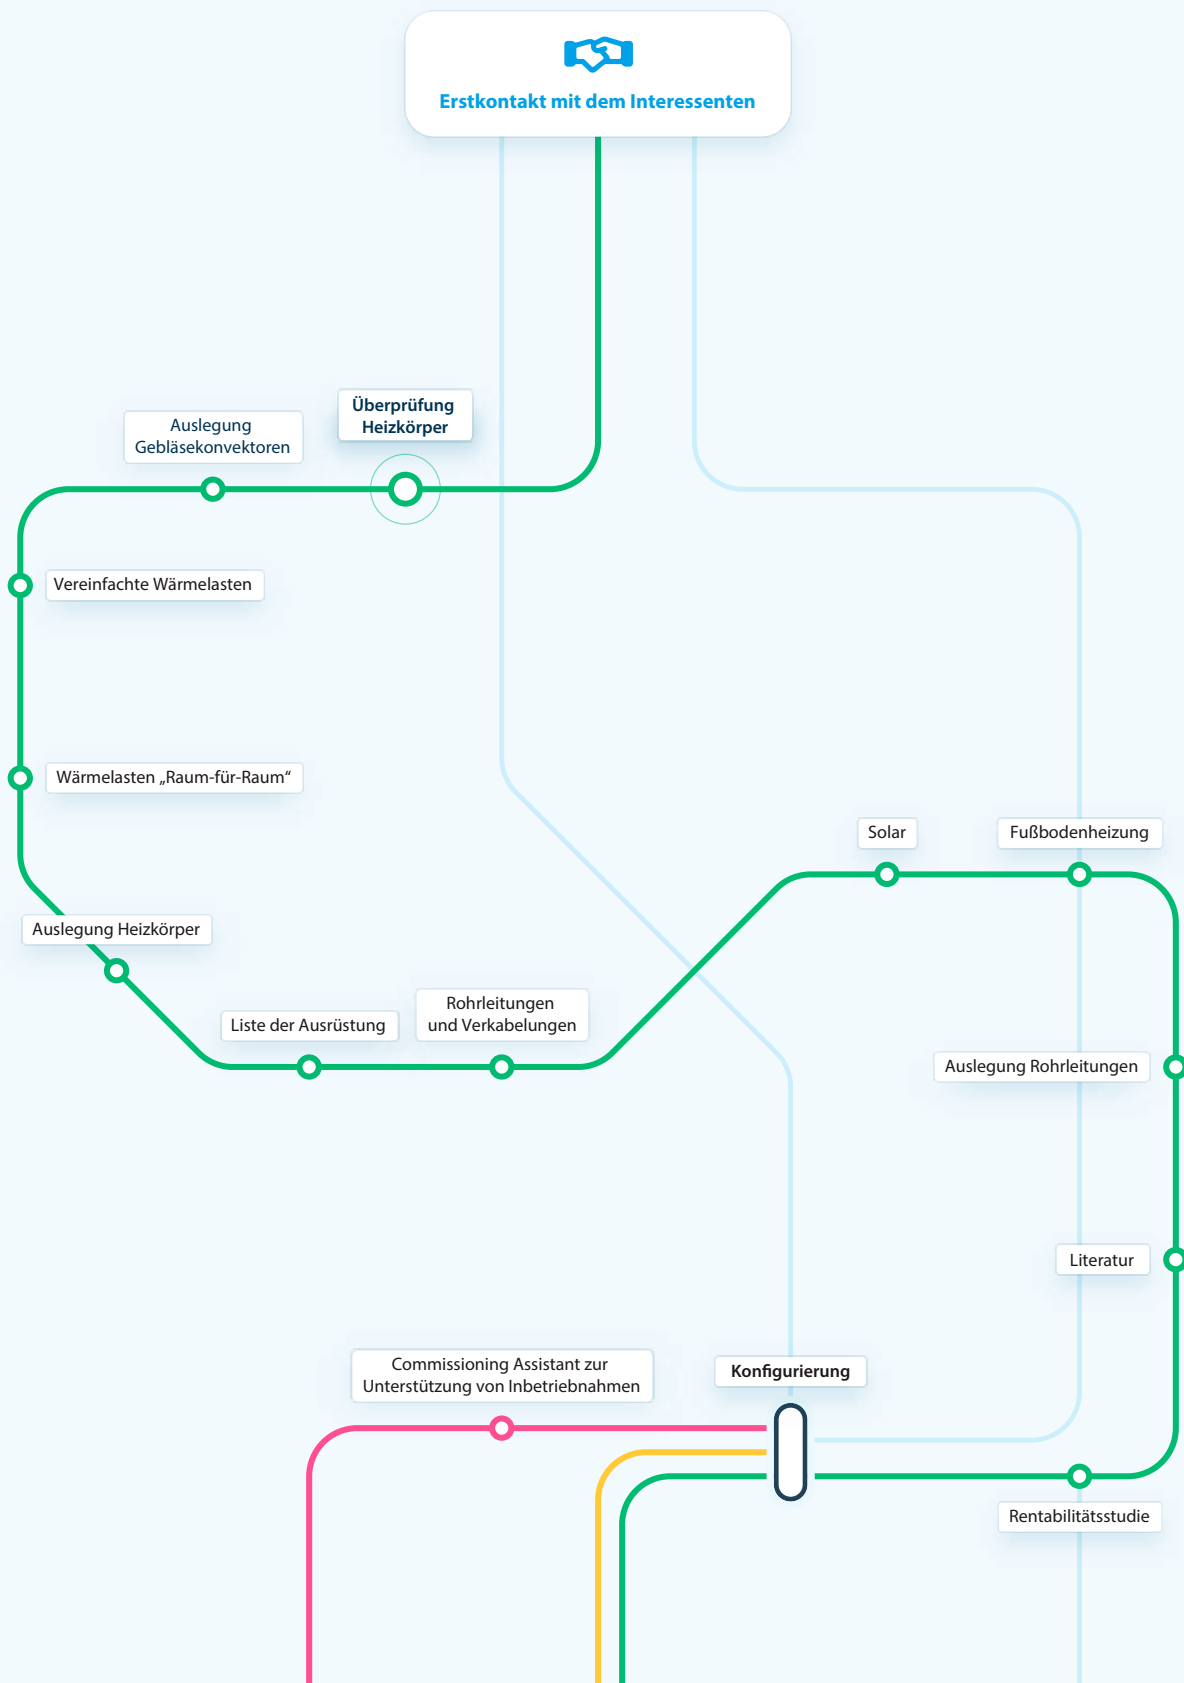 Erstkontakt mit dem Interessenten
Überprüfung
Heizkörper
Auslegung
Gebläsekonvektoren
Vereinfachte Wärmelasten
Wärmelasten „Raum-für-Raum“
Auslegung Heizkörper
Liste der Ausrüstung
Rohrleitungen
und Verkabelungen
Solar
Fußbodenheizung
Auslegung Rohrleitungen
Literatur
Rentabilitätsstudie
Konfigurierung
Commissioning Assistant zur
Unterstützung von Inbetriebnahmen